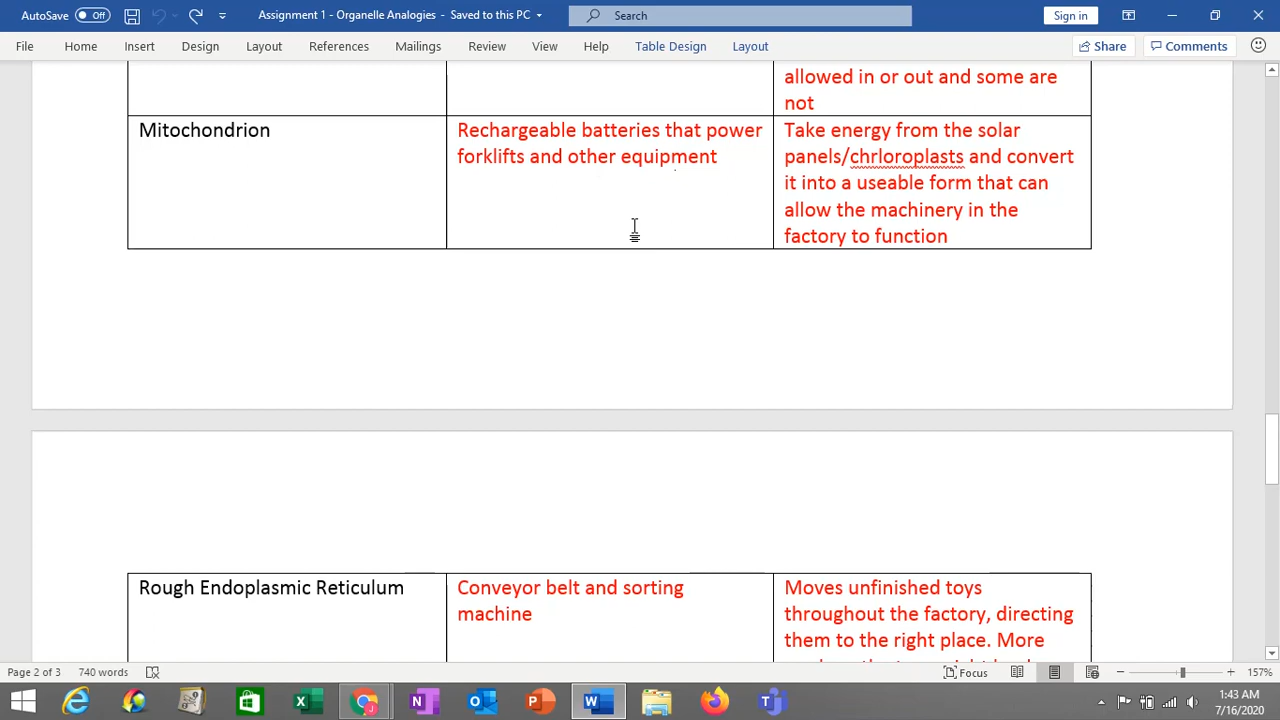 AutoSave Off Assignment 1 - Organelle Analogies - Saved to this PC Search Sign in
File Home Insert Design Layout References Mailings Review View Help Table Design Layout Share Comments
allowed in or out and some are
not
Mitochondrion
Rechargeable batteries that power
forklifts and other equipment
Take energy from the solar
panels/chrloroplasts and convert
it into a useable form that can
allow the machinery in the
factory to function
Rough Endoplasmic Reticulum
Conveyor belt and sorting
machine
Moves unfinished toys
throughout the factory, directing
them to the right place. More
Page 2 of 3 740 words Focus 157%
1:43 AM
7/16/2020